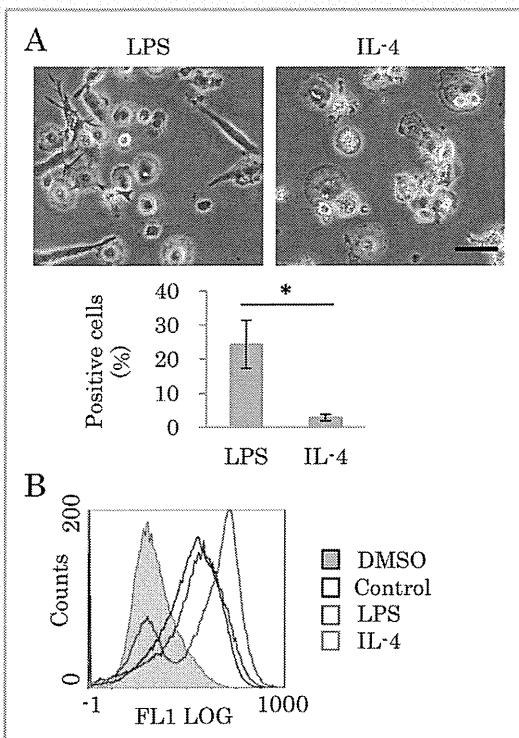 A
LPS IL-4
40
30
20
10
0
Positive cells
(%)
*
LPS IL-4
B
200
0
Counts
-1 1000
FL1 LOG
DMSO
Control
LPS
IL-4